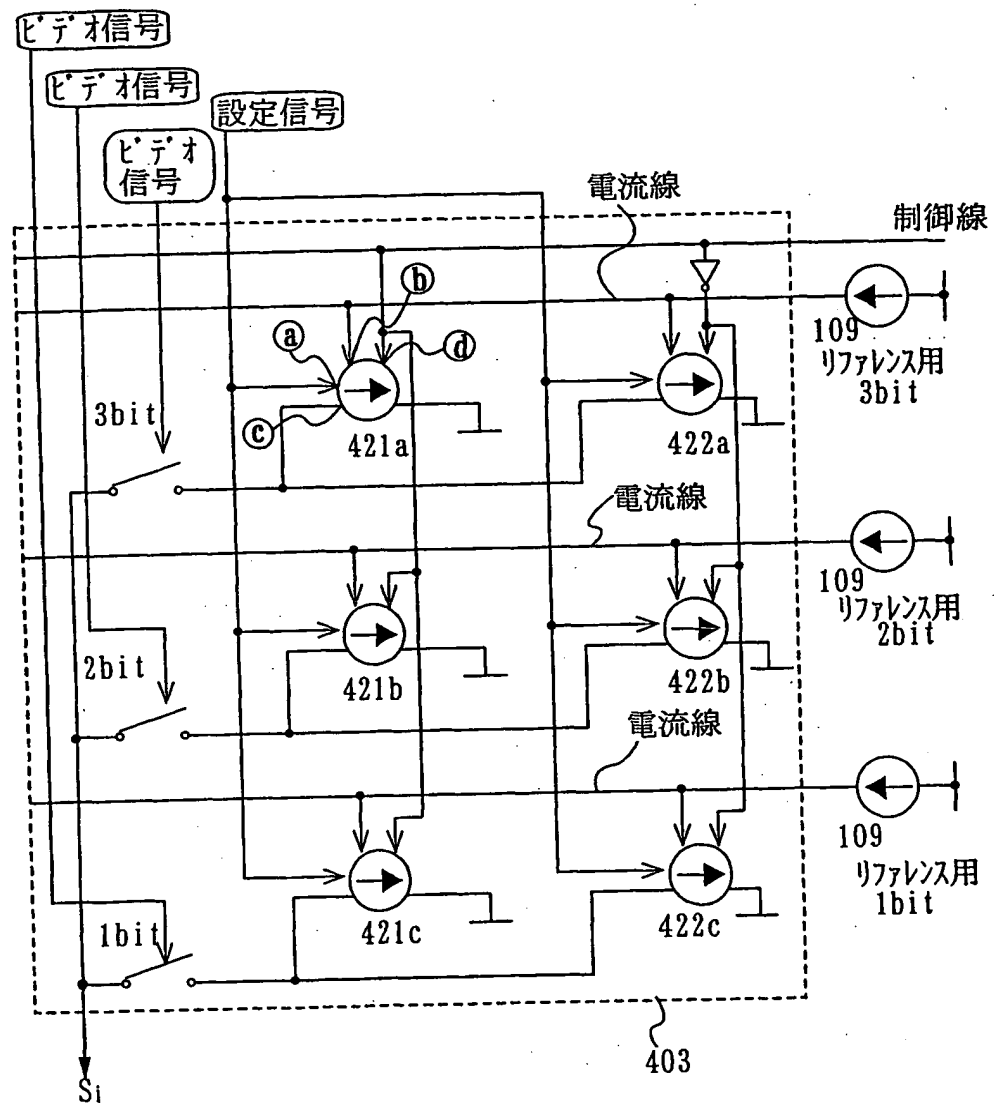 ビデオ信号
ビデオ信号
ビデオ
信号
設定信号
電流線
制御線
ⓑ
ⓐ
ⓓ
ⓒ
109
リファレンス用
3bit
3bit
421a
422a
電流線
109
リファレンス用
2bit
2bit
421b
422b
電流線
109
リファレンス用
1bit
1bit
421c
422c
403
Si